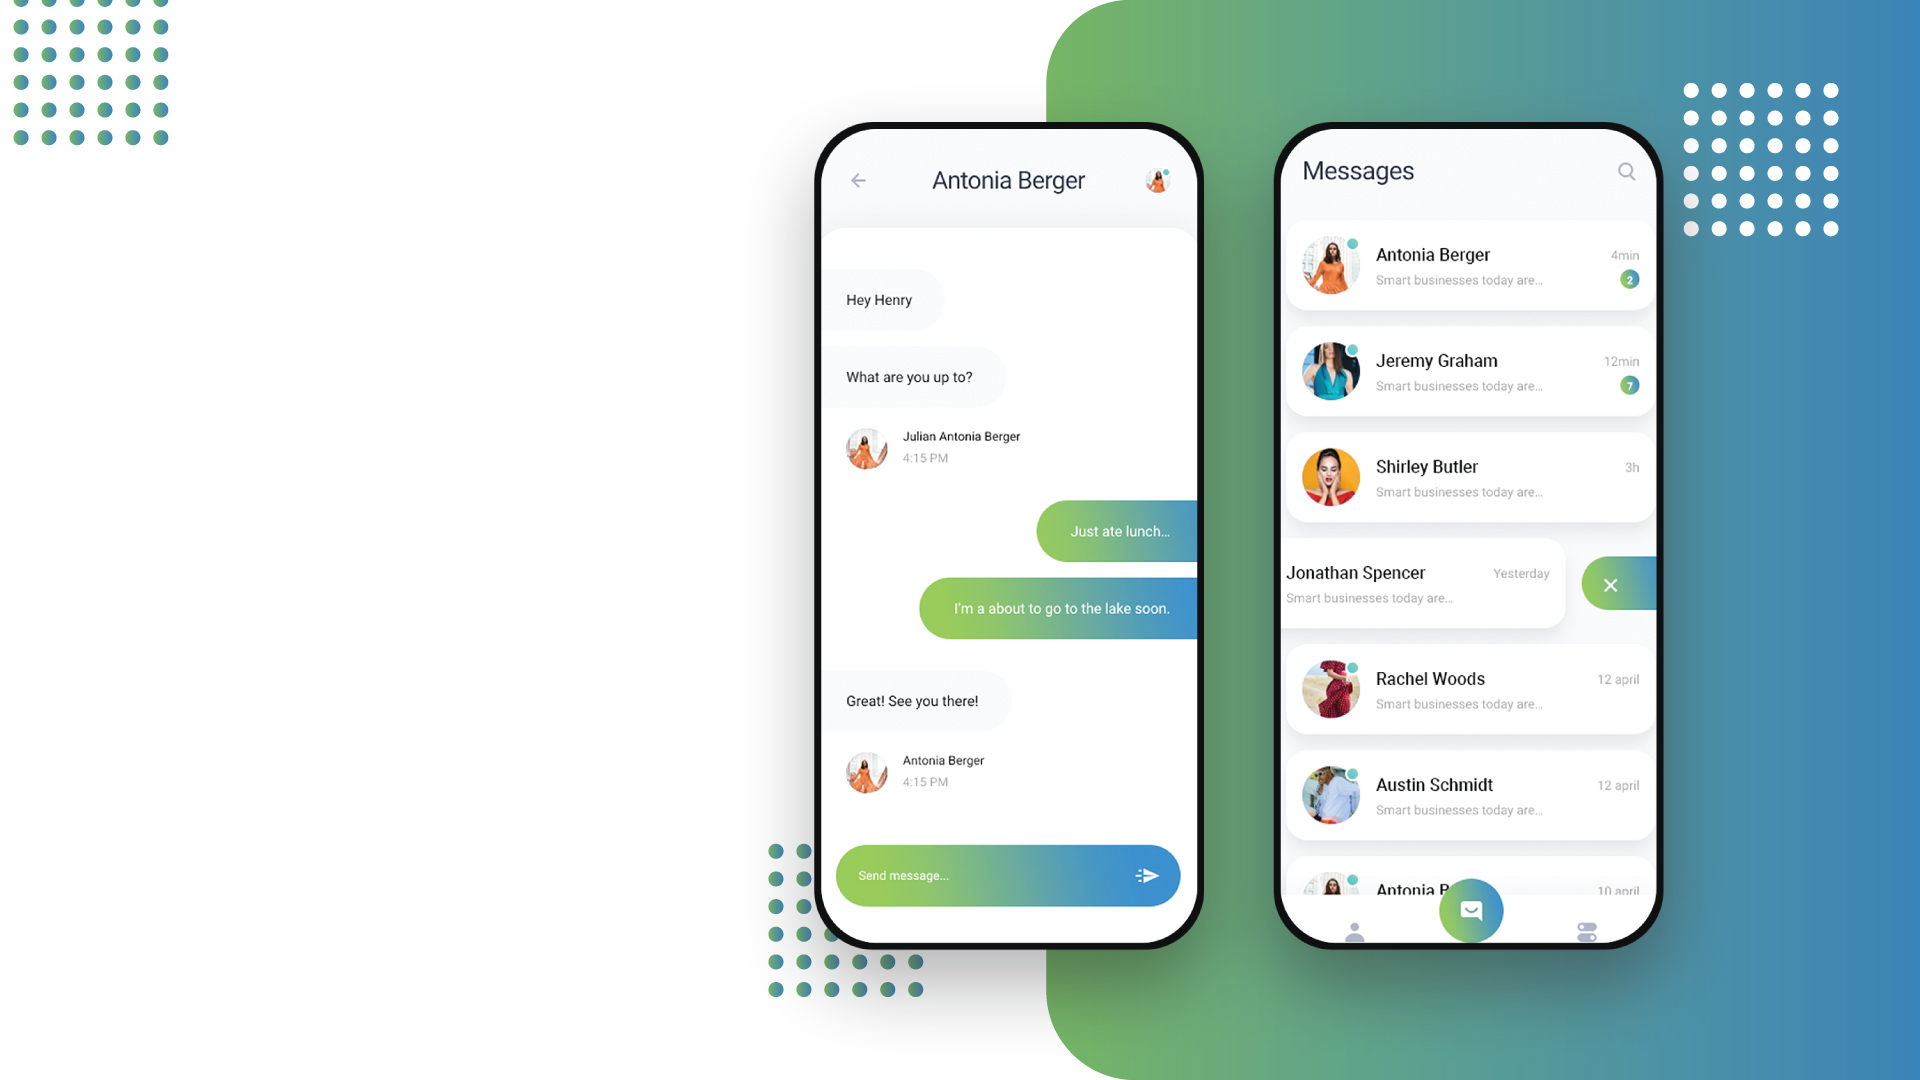 Antonia Berger
Hey Henry
What are you up to?
Julian Antonia Berger
4:15 PM
Just ate lunch...
I'm a about to go to the lake soon.
Great! See you there!
Antonia Berger
4:15 PM
Send message...
Messages
Antonia Berger
4min
Smart businesses today are...
2
Jeremy Graham
12min
Smart businesses today are...
7
Shirley Butler
3h
Smart businesses today are...
Jonathan Spencer
Yesterday
Smart businesses today are...
Rachel Woods
12 april
Smart businesses today are...
Austin Schmidt
12 april
Smart businesses today are...
Antonia
10 april